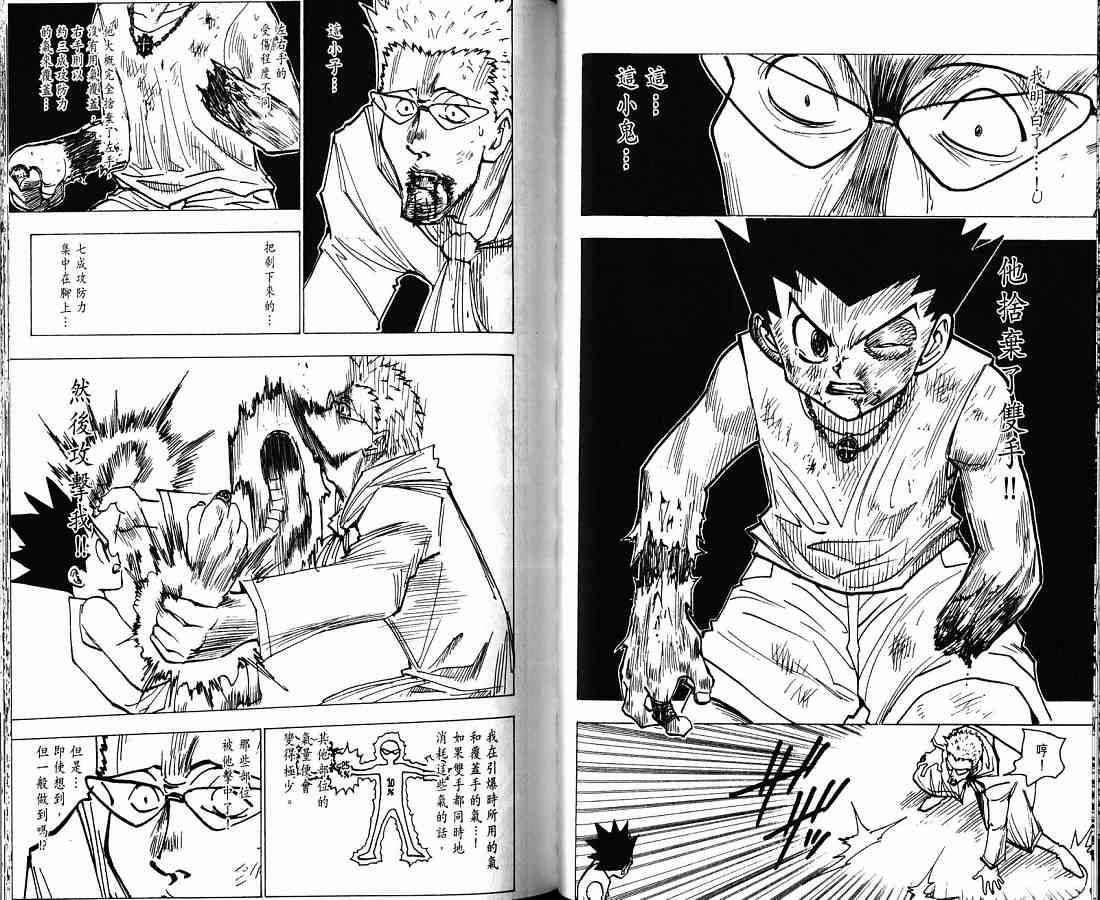 我明白了……
這…
這小鬼…
他捨棄了雙手!!
哼!
這小子…
左右手的
受傷程度不同，
他大概完全捨棄了左手
沒有用氣覆蓋，
右手則以
約三成攻防力
的氣來覆蓋…
把剩下來的…
七成攻防力
集中在腳上…
然後攻擊我!!
我在引爆時所用的氣
和覆蓋手的氣…!
如果雙手都同時地
消耗這些氣的話，
其他部位的
氣量便會
變得極少。
10
%
那些部位
被他擊中了!
但是…
即使想到，
但一般做到嗎!?